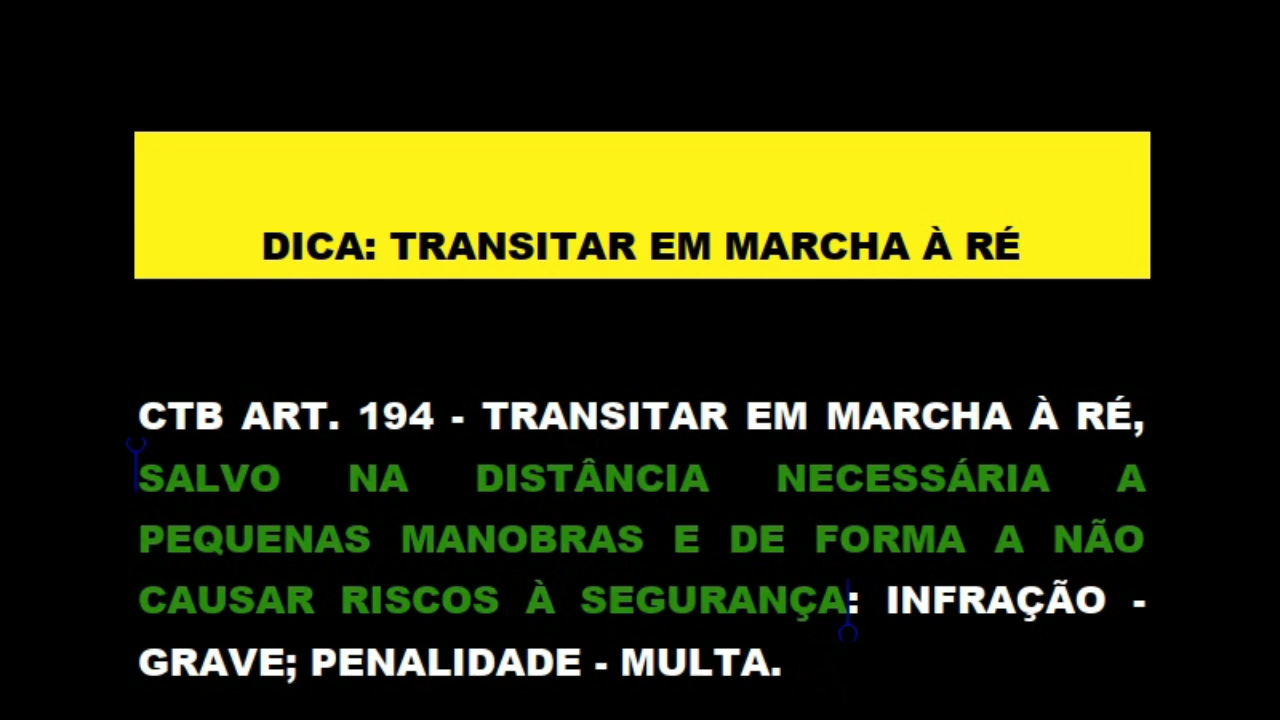 DICA: TRANSITAR EM MARCHA À RÉ
CTB ART. 194 - TRANSITAR EM MARCHA À RÉ,
SALVO NA DISTÂNCIA NECESSÁRIA A
PEQUENAS MANOBRAS E DE FORMA A NÃO
CAUSAR RISCOS À SEGURANÇA: INFRAÇÃO -
GRAVE; PENALIDADE - MULTA.